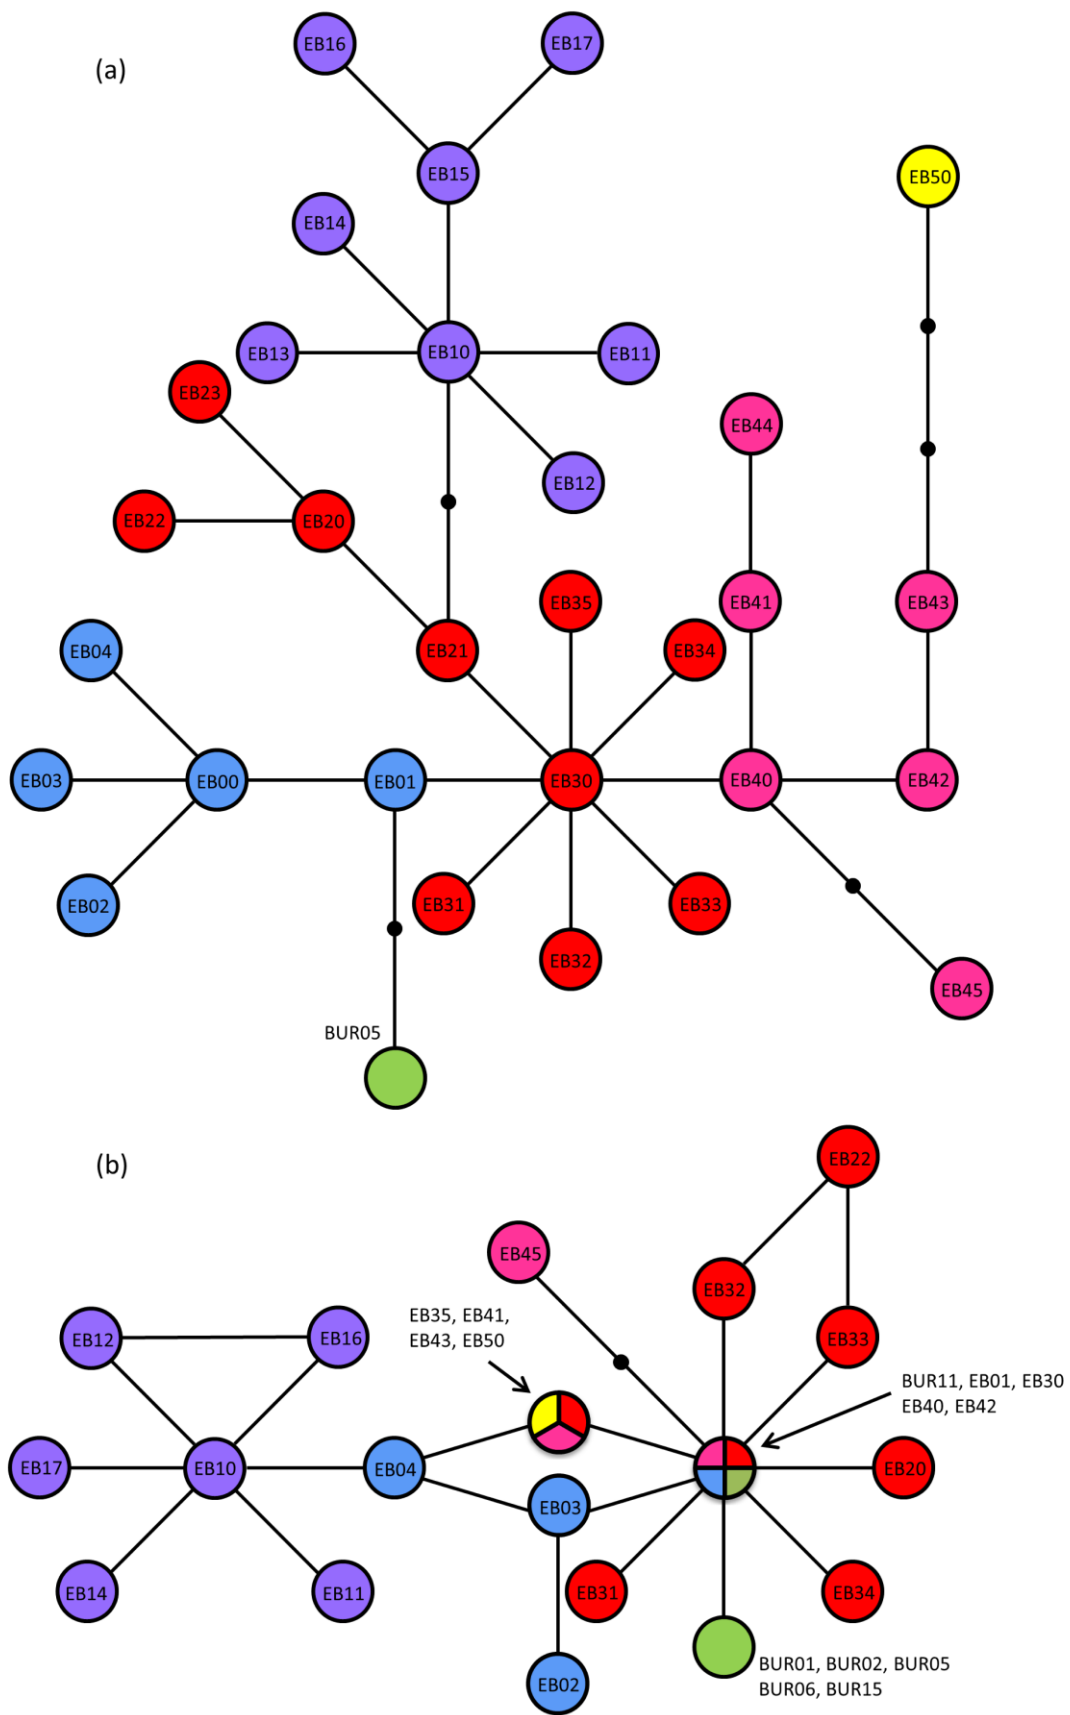 (a)
EB16
EB17
EB15
EB50
EB14
EB13
EB10
EB11
EB23
EB44
EB12
EB22
EB20
EB35
EB41
EB43
EB04
EB21
EB34
EB03
EB00
EB01
EB30
EB40
EB42
EB02
EB31
EB33
EB32
EB45
BUR05
(b)
EB22
EB45
EB32
EB35, EB41,
EB43, EB50
EB12
EB16
EB33
BUR11, EB01, EB30
EB40, EB42
EB17
EB10
EB04
EB03
EB20
EB14
EB11
EB31
EB34
BUR01, BUR02, BUR05
BUR06, BUR15
EB02